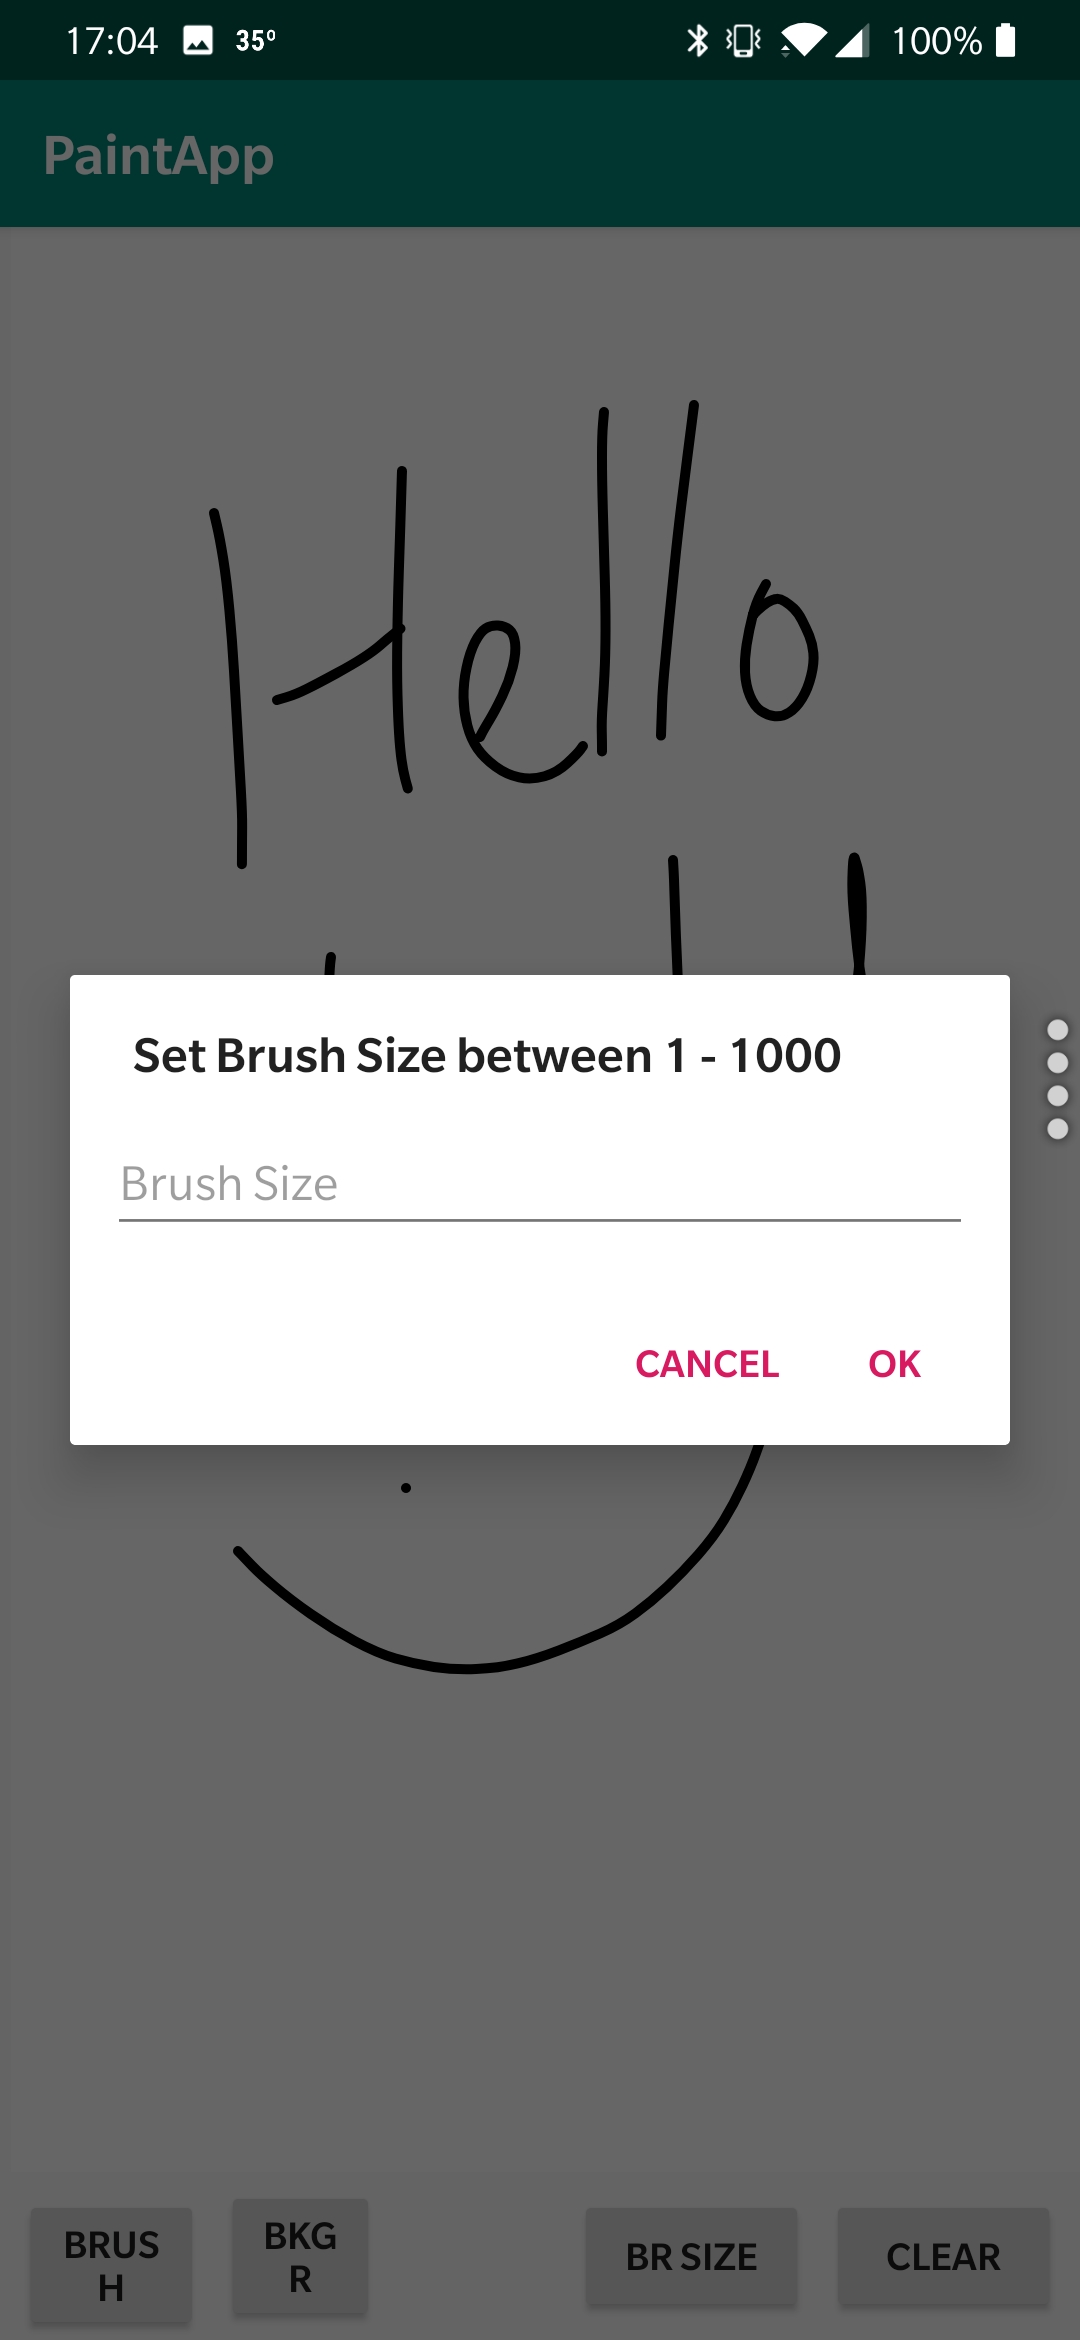 17:04 35° 100%
PaintApp
Hello
Set Brush Size between 1 - 1000
Brush Size
CANCEL OK
BRUS
H
BKG
R
BR SIZE
CLEAR